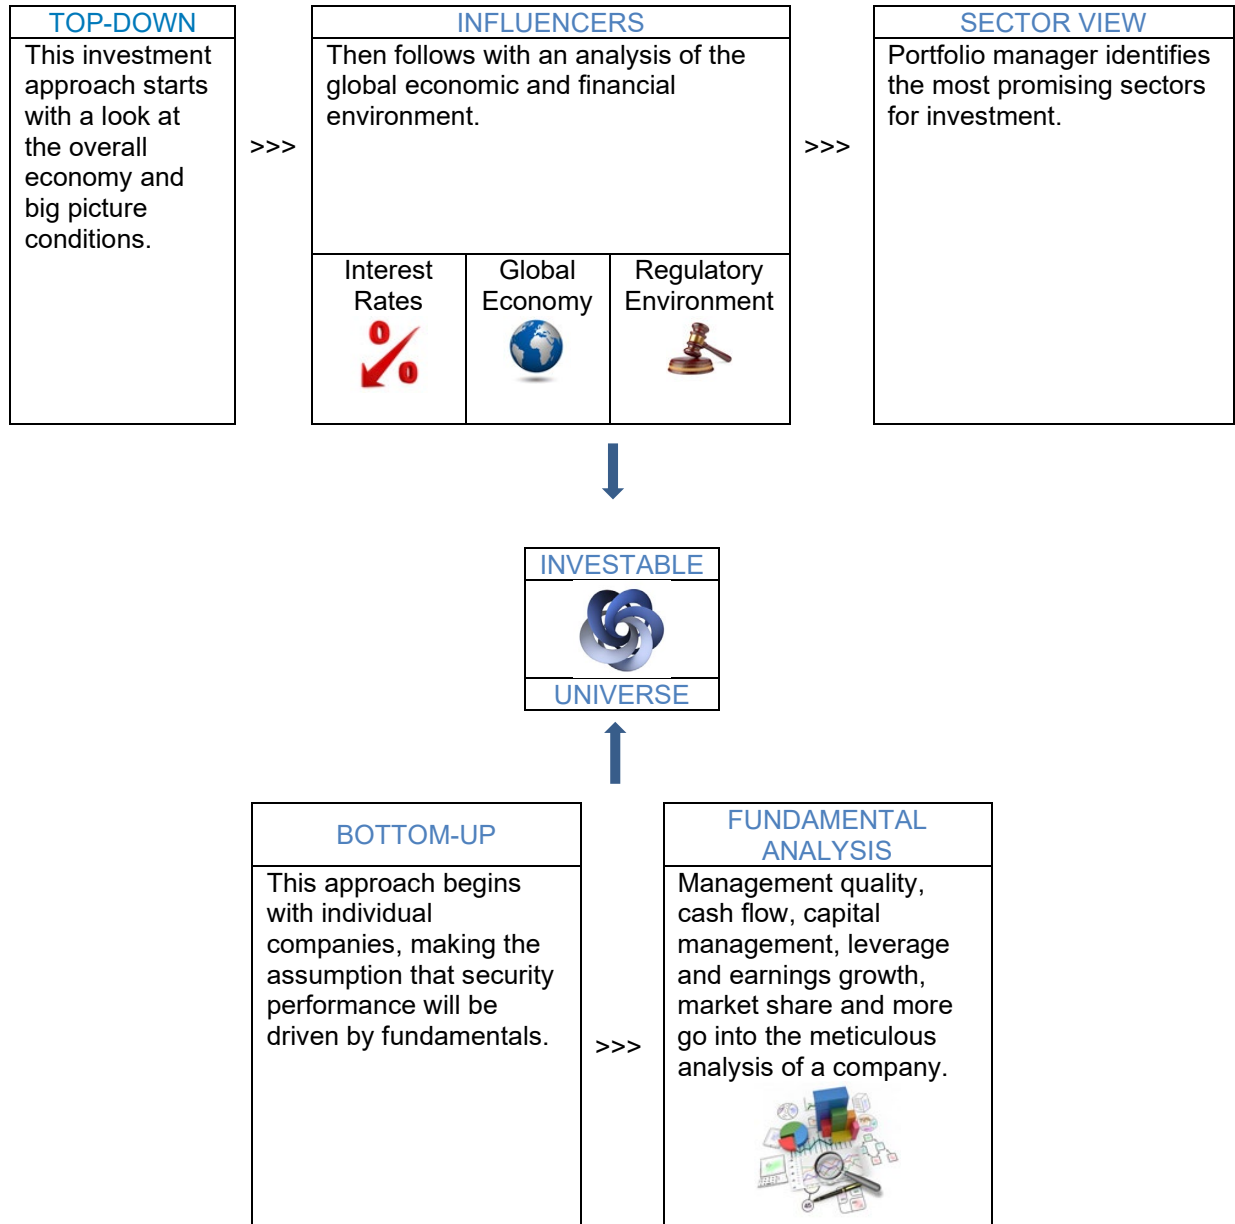 TOP-DOWN
This investment
approach starts
with a look at
the overall
economy and
big picture
conditions.
>>>
INFLUENCERS
Then follows with an analysis of the
global economic and financial
environment.
Interest
Rates
Global
Economy
Regulatory
Environment
>>>
SECTOR VIEW
Portfolio manager identifies
the most promising sectors
for investment.
INVESTABLE
UNIVERSE
BOTTOM-UP
This approach begins
with individual
companies, making the
assumption that security
performance will be
driven by fundamentals.
>>>
FUNDAMENTAL
ANALYSIS
Management quality,
cash flow, capital
management, leverage
and earnings growth,
market share and more
go into the meticulous
analysis of a company.